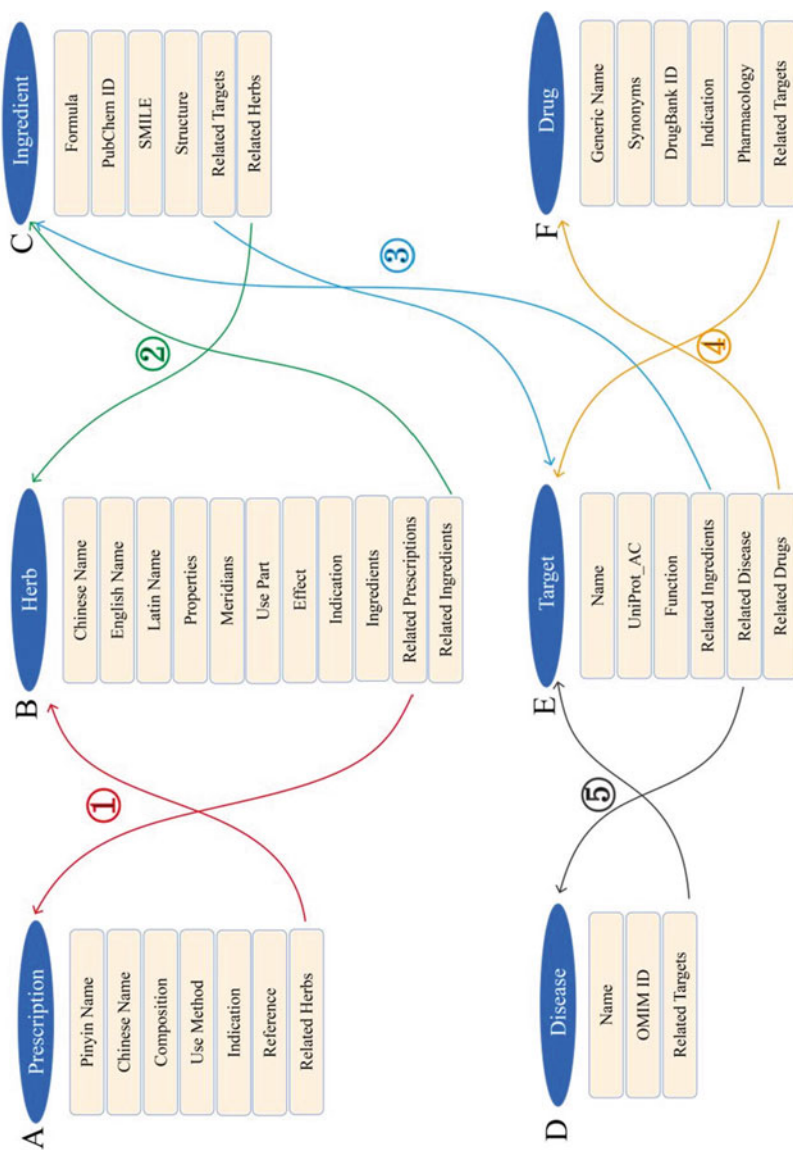 A
Prescription
Pinyin Name
Chinese Name
Composition
Use Method
Indication
Reference
Related Herbs
①
B
Herb
Chinese Name
English Name
Latin Name
Properties
Meridians
Use Part
Effect
Indication
Ingredients
Related Prescriptions
Related Ingredients
②
C
Ingredient
Formula
PubChem ID
SMILE
Structure
Related Targets
Related Herbs
③
D
Disease
Name
OMIM ID
Related Targets
⑤
E
Target
Name
UniProt_AC
Function
Related Ingredients
Related Disease
Related Drugs
④
F
Drug
Generic Name
Synonyms
DrugBank ID
Indication
Pharmacology
Related Targets